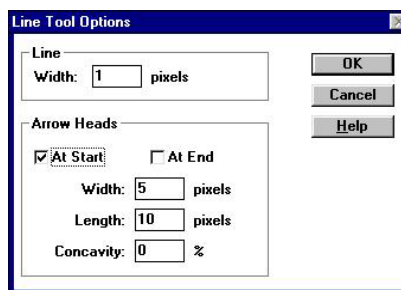 Line Tool Options
Line
Width: 1 pixels
OK
Cancel
Help
Arrow Heads
At Start At End
Width: 5 pixels
Length: 10 pixels
Concavity: 0 %